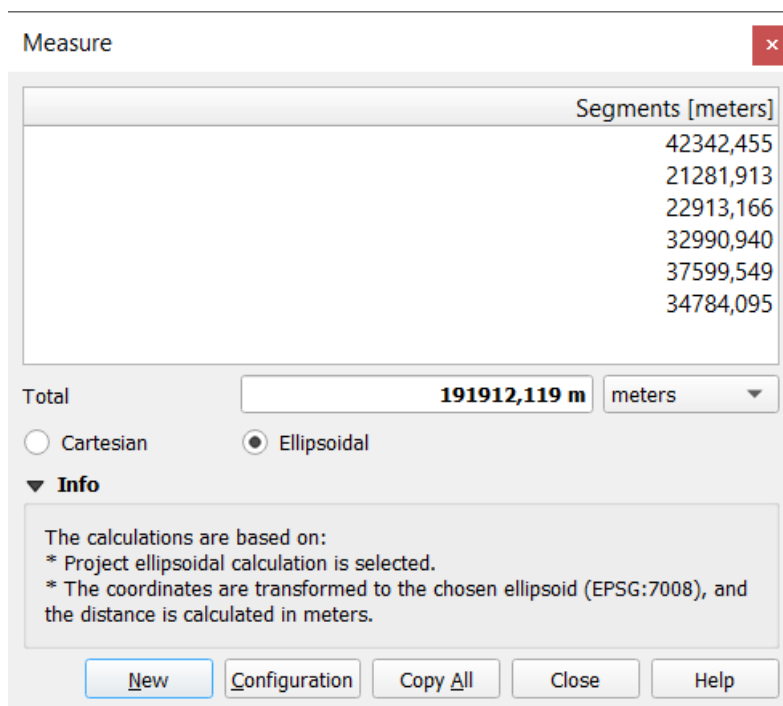 Measure
Segments [meters]
42342,455
21281,913
22913,166
32990,940
37599,549
34784,095
Total 191912,119 m meters
Cartesian Ellipsoidal
Info
The calculations are based on:
* Project ellipsoidal calculation is selected.
* The coordinates are transformed to the chosen ellipsoid (EPSG:7008), and
the distance is calculated in meters.
New Configuration Copy All Close Help